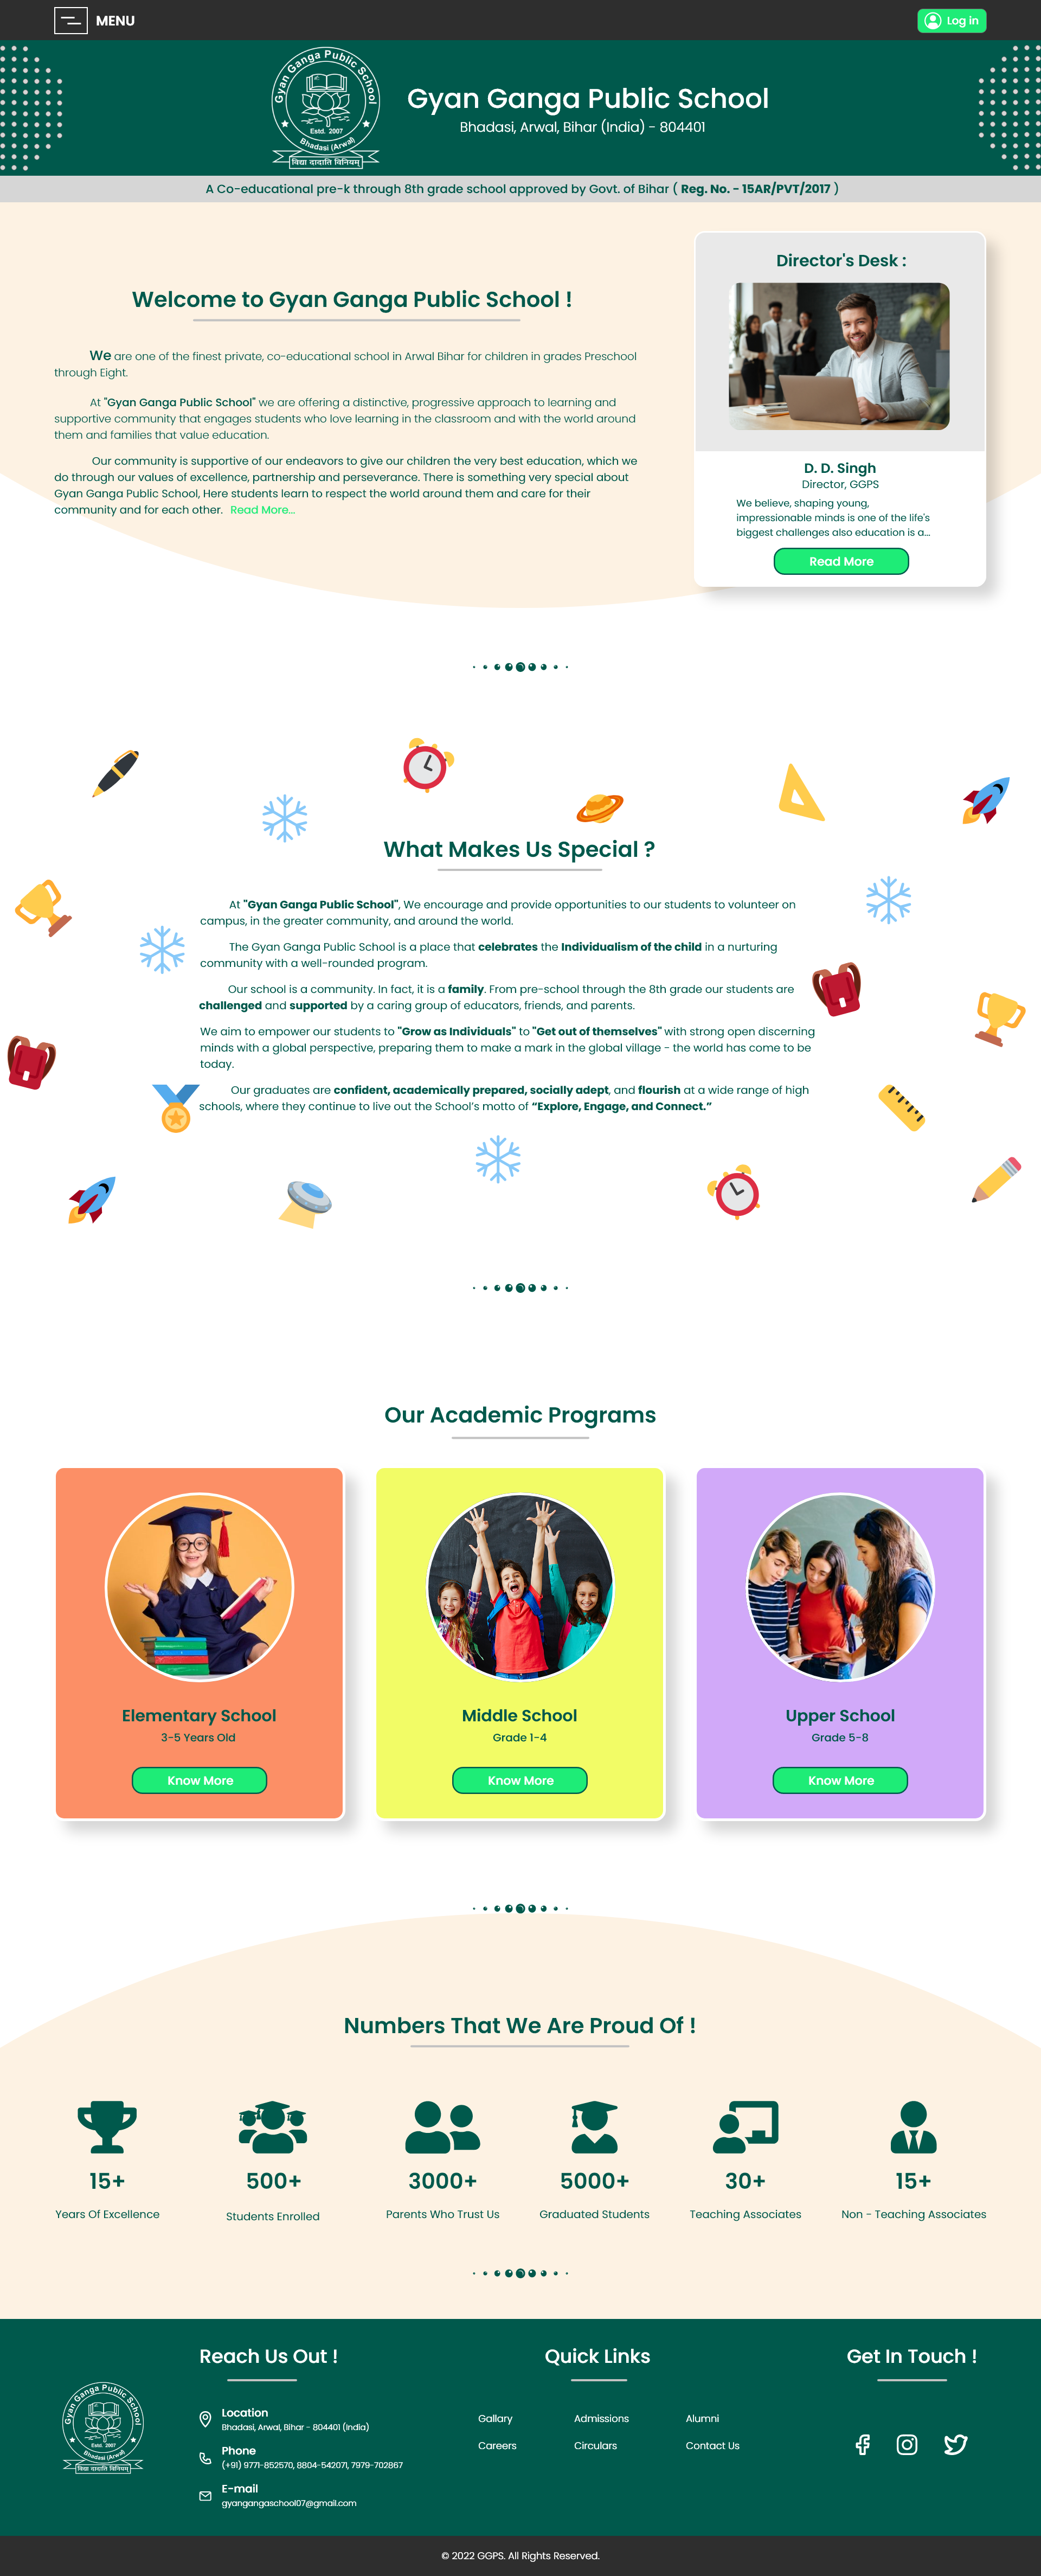 MENU
Log in
Gyan Ganga Public School
Estd. 2007
Bhadasi (Arwal)
विद्या दादाति विनियम्
Gyan Ganga Public School
Bhadasi, Arwal, Bihar (India) - 804401
A Co-educational pre-k through 8th grade school approved by Govt. of Bihar ( Reg. No. - 15AR/PVT/2017 )
Welcome to Gyan Ganga Public School !
We are one of the finest private, co-educational school in Arwal Bihar for children in grades Preschool
through Eight.
At "Gyan Ganga Public School" we are offering a distinctive, progressive approach to learning and
supportive community that engages students who love learning in the classroom and with the world around
them and families that value education.
Our community is supportive of our endeavors to give our children the very best education, which we
do through our values of excellence, partnership and perseverance. There is something very special about
Gyan Ganga Public School, Here students learn to respect the world around them and care for their
community and for each other. Read More...
Director's Desk :
D. D. Singh
Director, GGPS
We believe, shaping young,
impressionable minds is one of the life's
biggest challenges also education is a...
Read More
What Makes Us Special ?
At "Gyan Ganga Public School", We encourage and provide opportunities to our students to volunteer on
campus, in the greater community, and around the world.
The Gyan Ganga Public School is a place that celebrates the Individualism of the child in a nurturing
community with a well-rounded program.
Our school is a community. In fact, it is a family. From pre-school through the 8th grade our students are
challenged and supported by a caring group of educators, friends, and parents.
We aim to empower our students to "Grow as Individuals" to "Get out of themselves" with strong open discerning
minds with a global perspective, preparing them to make a mark in the global village - the world has come to be
today.
Our graduates are confident, academically prepared, socially adept, and flourish at a wide range of high
schools, where they continue to live out the School's motto of “Explore, Engage, and Connect.”
Our Academic Programs
Elementary School
3-5 Years Old
Know More
Middle School
Grade 1-4
Know More
Upper School
Grade 5-8
Know More
Numbers That We Are Proud Of !
15+
Years Of Excellence
500+
Students Enrolled
3000+
Parents Who Trust Us
5000+
Graduated Students
30+
Teaching Associates
15+
Non - Teaching Associates
Gyan Ganga Public School
Estd. 2007
Bhadasi (Arwal)
विद्या दादाति विनियम्
Reach Us Out !
Location
Bhadasi, Arwal, Bihar - 804401 (India)
Phone
(+91) 9771-852570, 8804-542071, 7979-702867
E-mail
gyangangaschool07@gmail.com
Quick Links
Gallary
Admissions
Alumni
Careers
Circulars
Contact Us
Get In Touch !
© 2022 GGPS. All Rights Reserved.